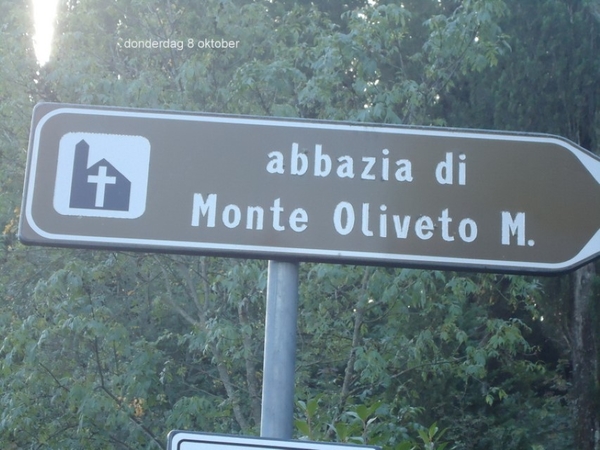 donderdag 8 oktober
abbazia di
Monte Oliveto M.